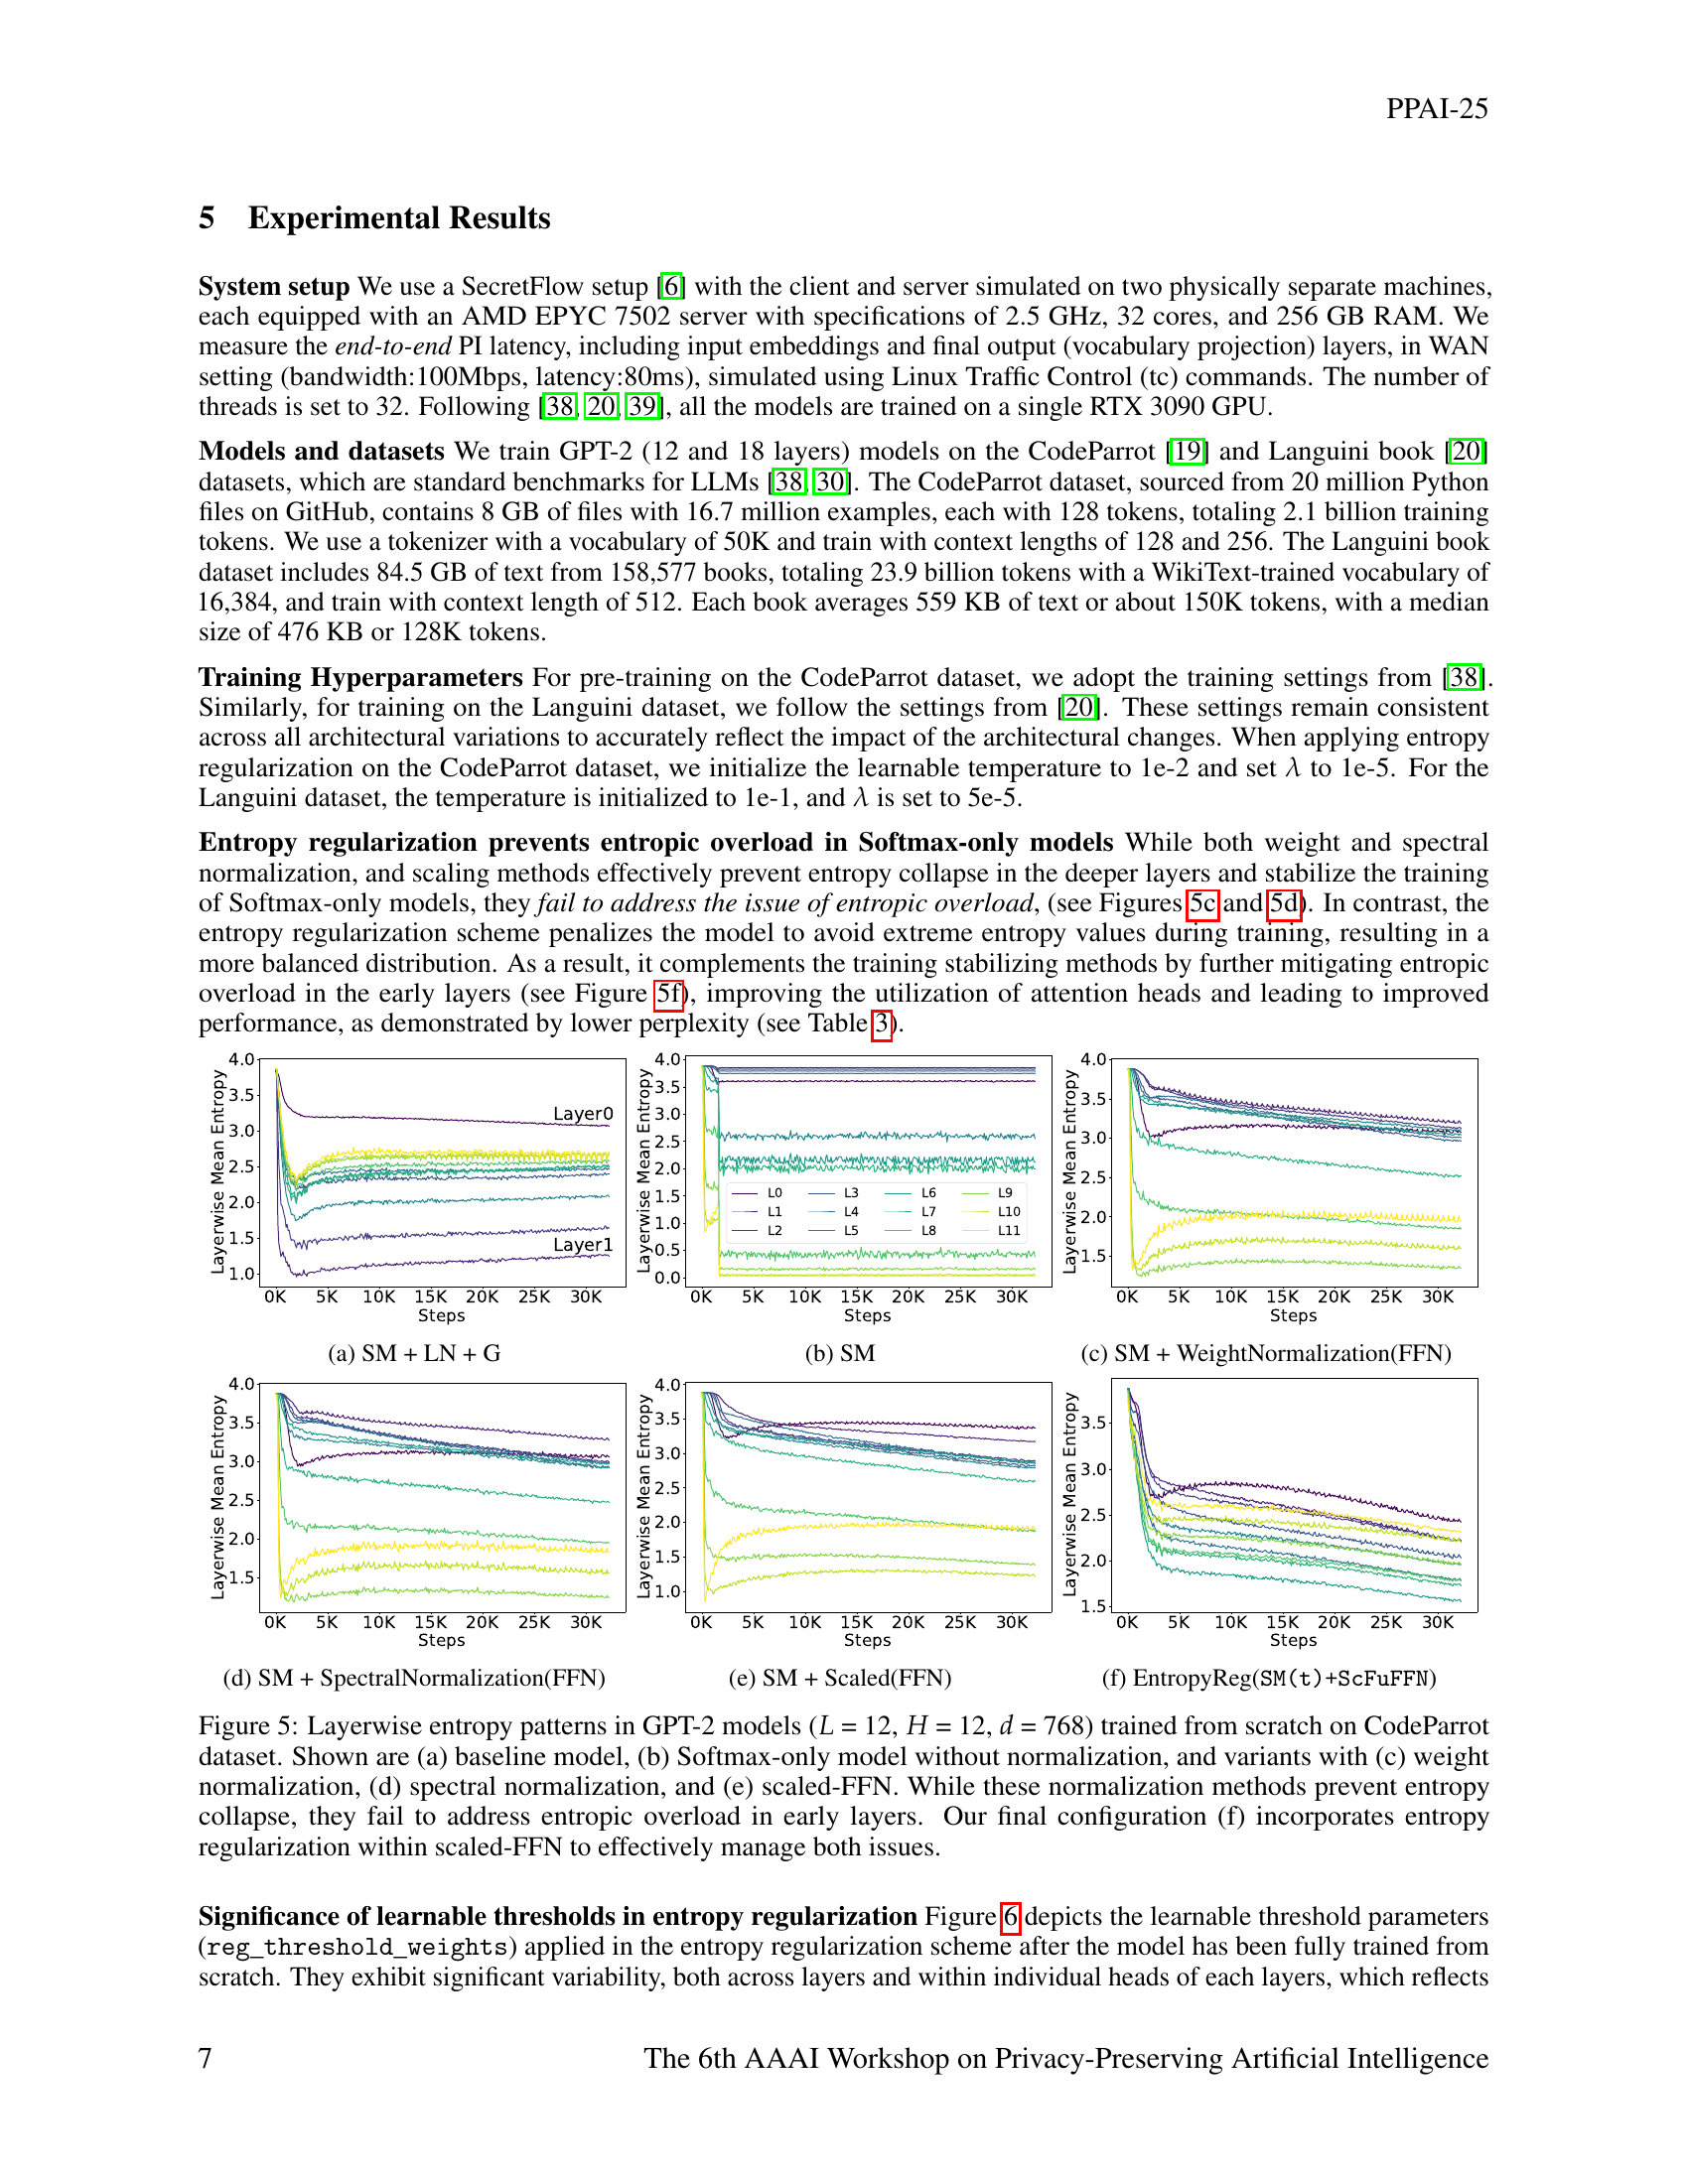 PPAI-25
5 Experimental Results
System setup We use a SecretFlow setup [6] with the client and server simulated on two physically separate machines,
each equipped with an AMD EPYC 7502 server with specifications of 2.5 GHz, 32 cores, and 256 GB RAM. We
measure the end-to-end PI latency, including input embeddings and final output (vocabulary projection) layers, in WAN
setting (bandwidth:100Mbps, latency:80ms), simulated using Linux Traffic Control (tc) commands. The number of
threads is set to 32. Following [38, 20, 39], all the models are trained on a single RTX 3090 GPU.
Models and datasets We train GPT-2 (12 and 18 layers) models on the CodeParrot [19] and Languini book [20]
datasets, which are standard benchmarks for LLMs [38, 30]. The CodeParrot dataset, sourced from 20 million Python
files on GitHub, contains 8 GB of files with 16.7 million examples, each with 128 tokens, totaling 2.1 billion training
tokens. We use a tokenizer with a vocabulary of 50K and train with context lengths of 128 and 256. The Languini book
dataset includes 84.5 GB of text from 158,577 books, totaling 23.9 billion tokens with a WikiText-trained vocabulary of
16,384, and train with context length of 512. Each book averages 559 KB of text or about 150K tokens, with a median
size of 476 KB or 128K tokens.
Training Hyperparameters For pre-training on the CodeParrot dataset, we adopt the training settings from [38].
Similarly, for training on the Languini dataset, we follow the settings from [20]. These settings remain consistent
across all architectural variations to accurately reflect the impact of the architectural changes. When applying entropy
regularization on the CodeParrot dataset, we initialize the learnable temperature to 1e-2 and set λ to 1e-5. For the
Languini dataset, the temperature is initialized to 1e-1, and λ is set to 5e-5.
Entropy regularization prevents entropic overload in Softmax-only models While both weight and spectral
normalization, and scaling methods effectively prevent entropy collapse in the deeper layers and stabilize the training
of Softmax-only models, they fail to address the issue of entropic overload, (see Figures 5c and 5d). In contrast, the
entropy regularization scheme penalizes the model to avoid extreme entropy values during training, resulting in a
more balanced distribution. As a result, it complements the training stabilizing methods by further mitigating entropic
overload in the early layers (see Figure 5f), improving the utilization of attention heads and leading to improved
performance, as demonstrated by lower perplexity (see Table 3).
Layerwise Mean Entropy
4.0
3.5
3.0
2.5
2.0
1.5
1.0
Layer0
Layer1
0K 5K 10K 15K 20K 25K 30K
Steps
(a) SM + LN + G
Layerwise Mean Entropy
4.0
3.5
3.0
2.5
2.0
1.5
1.0
0.5
0.0
L0 L3 L6 L9
L1 L4 L7 L10
L2 L5 L8 L11
0K 5K 10K 15K 20K 25K 30K
Steps
(b) SM
Layerwise Mean Entropy
4.0
3.5
3.0
2.5
2.0
1.5
0K 5K 10K 15K 20K 25K 30K
Steps
(c) SM + WeightNormalization(FFN)
Layerwise Mean Entropy
4.0
3.5
3.0
2.5
2.0
1.5
0K 5K 10K 15K 20K 25K 30K
Steps
(d) SM + SpectralNormalization(FFN)
Layerwise Mean Entropy
4.0
3.5
3.0
2.5
2.0
1.5
1.0
0K 5K 10K 15K 20K 25K 30K
Steps
(e) SM + Scaled(FFN)
Layerwise Mean Entropy
3.5
3.0
2.5
2.0
1.5
0K 5K 10K 15K 20K 25K 30K
Steps
(f) EntropyReg(SM(t)+ScFuFFN)
Figure 5: Layerwise entropy patterns in GPT-2 models (L = 12, H = 12, d = 768) trained from scratch on CodeParrot
dataset. Shown are (a) baseline model, (b) Softmax-only model without normalization, and variants with (c) weight
normalization, (d) spectral normalization, and (e) scaled-FFN. While these normalization methods prevent entropy
collapse, they fail to address entropic overload in early layers. Our final configuration (f) incorporates entropy
regularization within scaled-FFN to effectively manage both issues.
Significance of learnable thresholds in entropy regularization Figure 6 depicts the learnable threshold parameters
(reg_threshold_weights) applied in the entropy regularization scheme after the model has been fully trained from
scratch. They exhibit significant variability, both across layers and within individual heads of each layers, which reflects
7 The 6th AAAI Workshop on Privacy-Preserving Artificial Intelligence